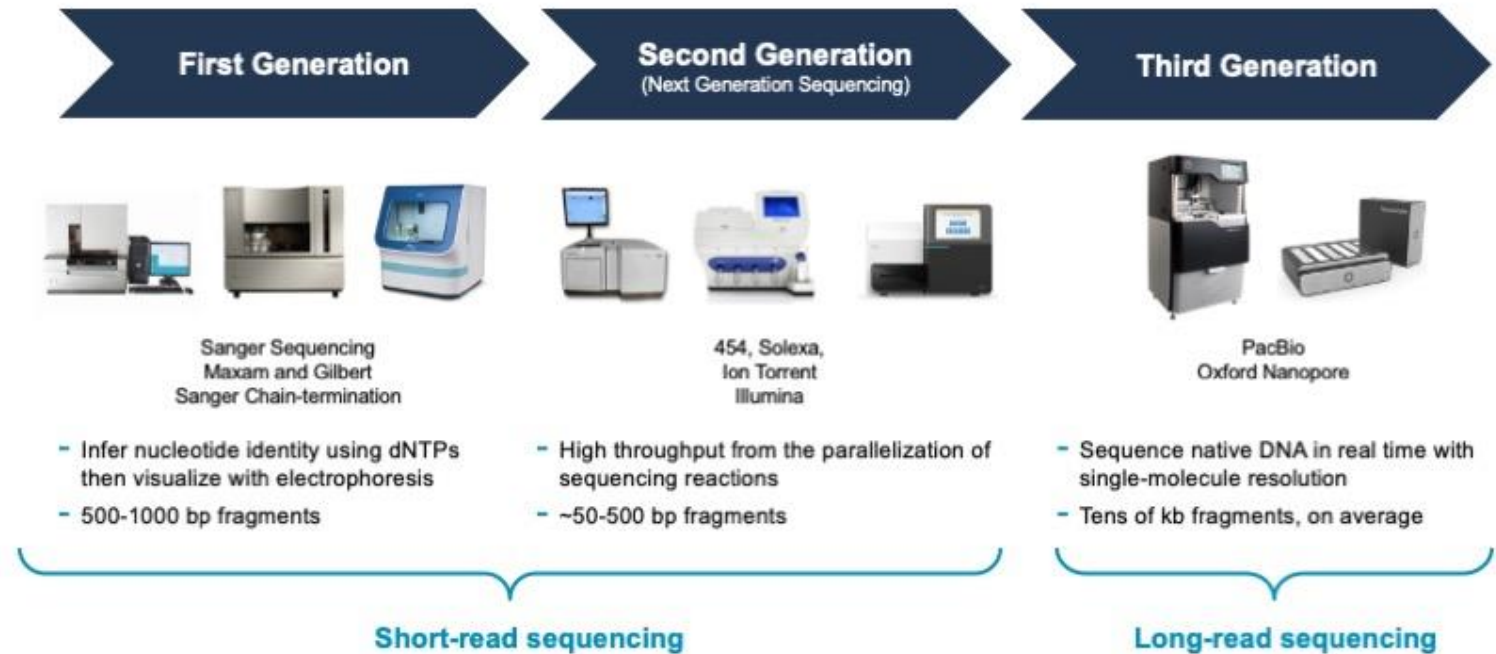 First Generation
Second Generation
(Next Generation Sequencing)
Third Generation
Sanger Sequencing
Maxam and Gilbert
Sanger Chain-termination
454, Solexa,
Ion Torrent
Illumina
PacBio
Oxford Nanopore
- Infer nucleotide identity using dNTPs
then visualize with electrophoresis
- 500-1000 bp fragments
- High throughput from the parallelization of
sequencing reactions
- ~50-500 bp fragments
- Sequence native DNA in real time with
single-molecule resolution
- Tens of kb fragments, on average
Short-read sequencing
Long-read sequencing